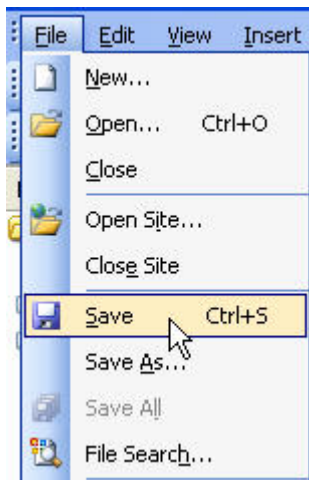 File Edit View Insert
New...
Open... Ctrl+O
Close
Open Site...
Close Site
Save Ctrl+S
Save As...
Save All
File Search...